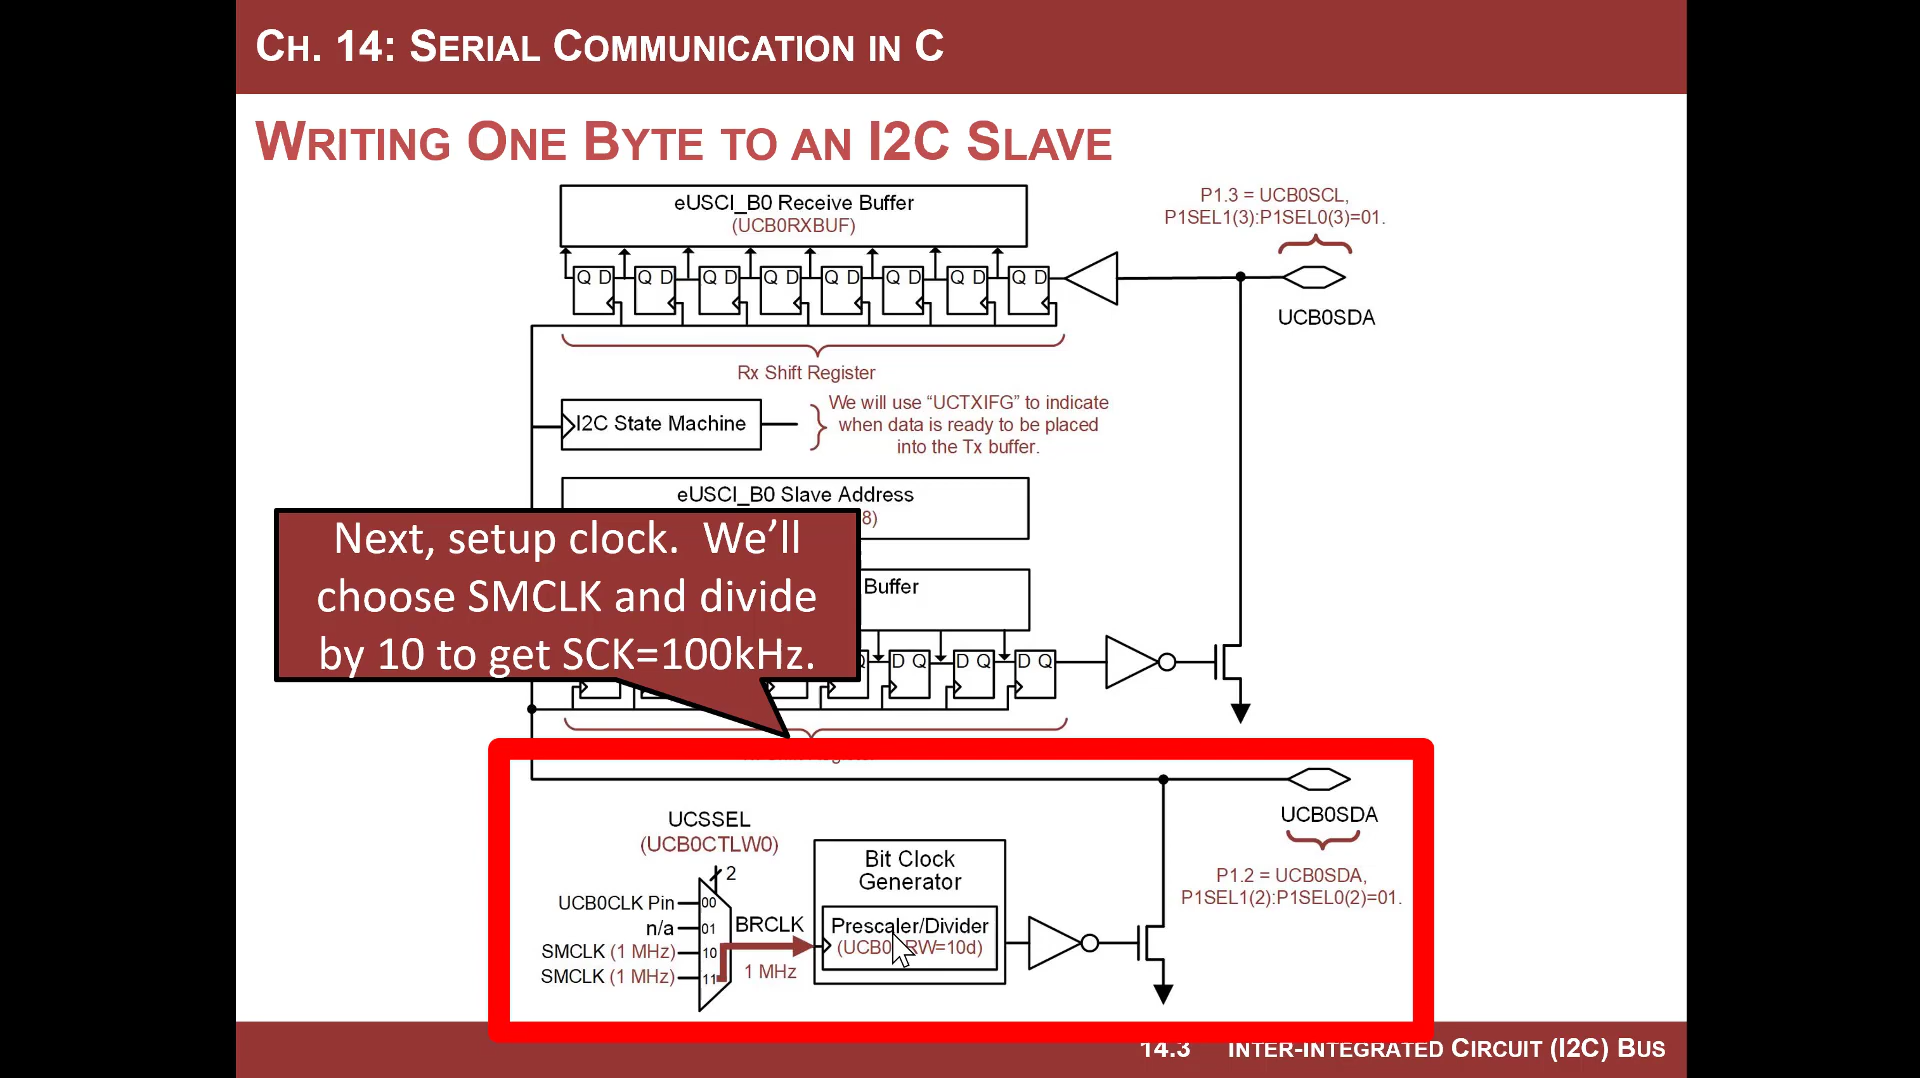 CH. 14: SERIAL COMMUNICATION IN C
WRITING ONE BYTE TO AN I2C SLAVE
eUSCI_B0 Receive Buffer
(UCB0RXBUF)
P1.3 = UCB0SCL,
P1SEL1(3):P1SEL0(3)=01.
Q D Q D Q D Q D Q D Q D Q D Q D
UCB0SDA
Rx Shift Register
I2C State Machine
We will use “UCTXIFG” to indicate
when data is ready to be placed
into the Tx buffer.
eUSCI_B0 Slave Address
8)
Next, setup clock. We’ll
choose SMCLK and divide
by 10 to get SCK=100kHz.
Buffer
Q D Q D Q D Q
UCB0SDA
P1.2 = UCB0SDA,
P1SEL1(2):P1SEL0(2)=01.
UCSSEL
(UCB0CTLW0)
2
UCB0CLK Pin 00
n/a 01
SMCLK (1 MHz) 10
SMCLK (1 MHz) 11
BRCLK
1 MHz
Bit Clock
Generator
Prescaler/Divider
(UCB0 RW=10d)
14.3 INTER-INTEGRATED CIRCUIT (I2C) BUS